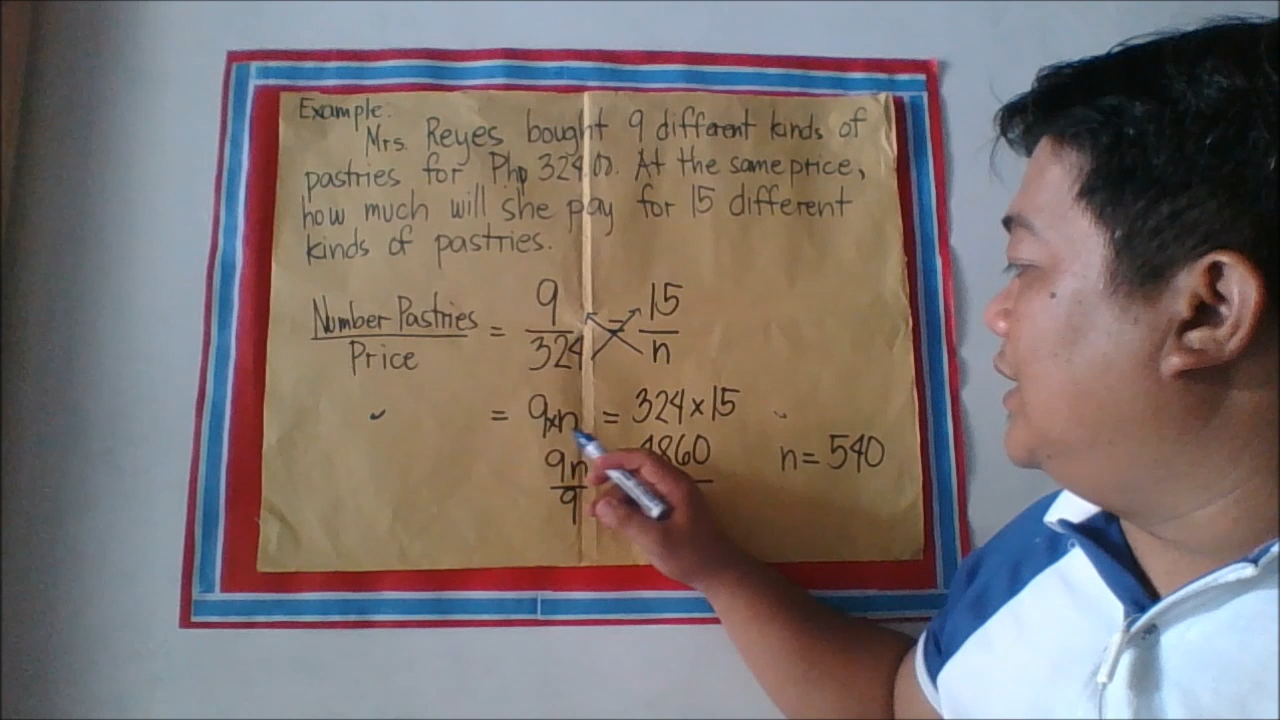 Example:
Mrs. Reyes bought 9 different kinds of
pastries for Php 324.00. At the same price,
how much will she pay for 15 different
kinds of pastries.
Number Pastries = 9 = 15
Price 324 n
= 9xn = 324x15
9n 4860 n = 540
9